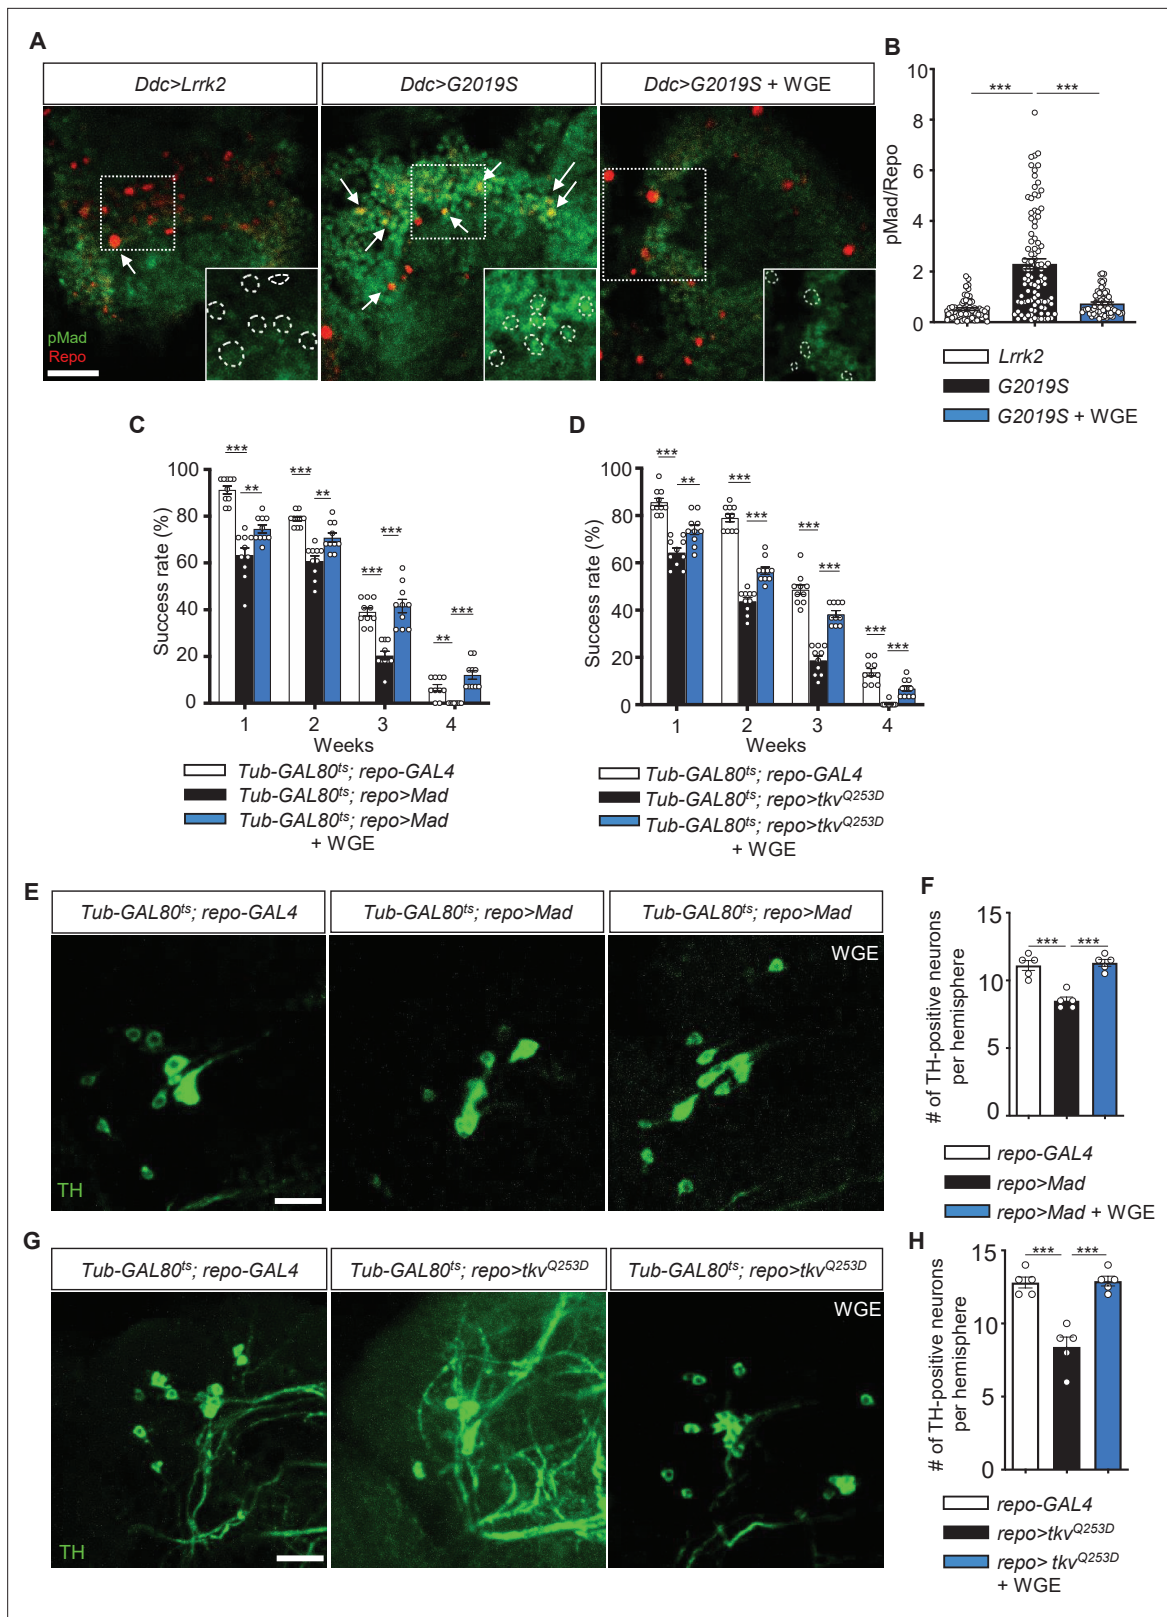 A
Ddc>Lrrk2
Ddc>G2019S
Ddc>G2019S + WGE
pMad
Repo
B
pMad/Repo
10
8
6
4
2
0
***
***
Lrrk2
G2019S
G2019S + WGE
C
Success rate (%)
100
80
60
40
20
0
***
**
***
**
***
***
**
***
1 2 3 4
Weeks
Tub-GAL80ts; repo-GAL4
Tub-GAL80ts; repo>Mad
Tub-GAL80ts; repo>Mad
+ WGE
D
Success rate (%)
100
80
60
40
20
0
***
**
***
***
***
***
***
***
1 2 3 4
Weeks
Tub-GAL80ts; repo-GAL4
Tub-GAL80ts; repo>tkvQ253D
Tub-GAL80ts; repo>tkvQ253D
+ WGE
E
Tub-GAL80ts; repo-GAL4
Tub-GAL80ts; repo>Mad
Tub-GAL80ts; repo>Mad
WGE
TH
F
# of TH-positive neurons
per hemisphere
15
10
5
0
***
***
repo-GAL4
repo>Mad
repo>Mad + WGE
G
Tub-GAL80ts; repo-GAL4
Tub-GAL80ts; repo>tkvQ253D
Tub-GAL80ts; repo>tkvQ253D
WGE
TH
H
# of TH-positive neurons
per hemisphere
15
10
5
0
***
***
repo-GAL4
repo>tkvQ253D
repo> tkvQ253D
+ WGE